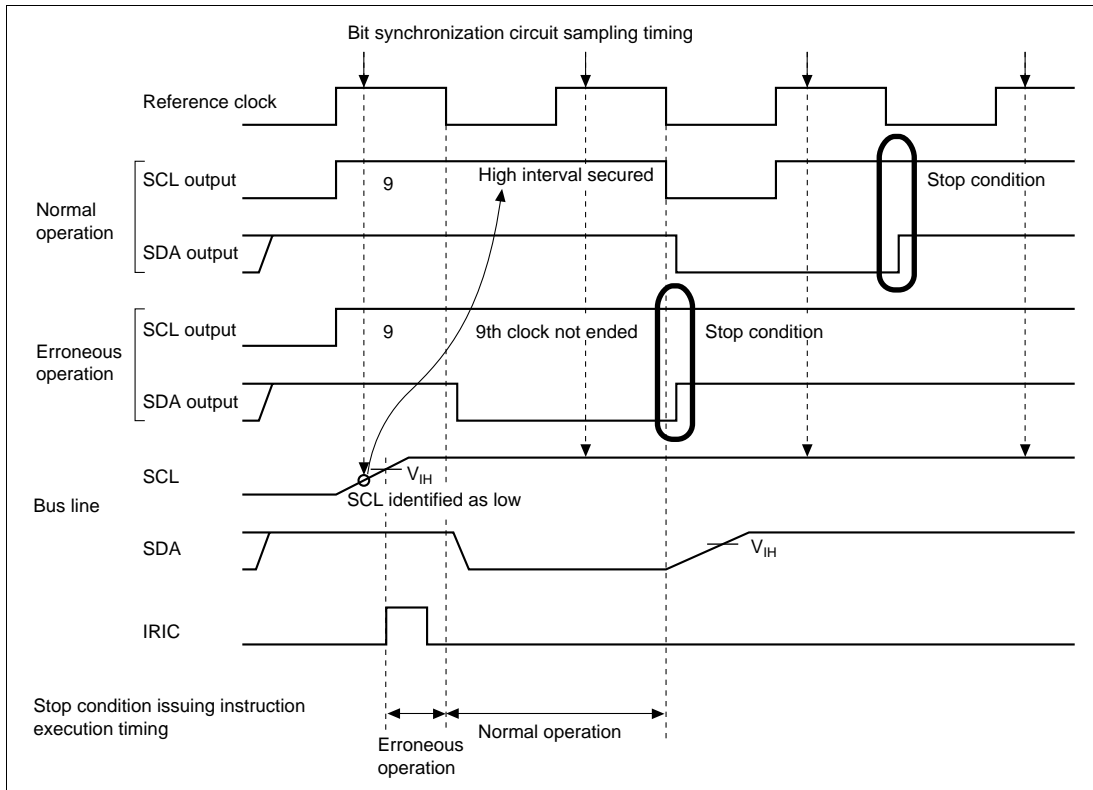 Bit synchronization circuit sampling timing
Reference clock
Normal
operation
SCL output
9
High interval secured
Stop condition
SDA output
Erroneous
operation
SCL output
9
9th clock not ended
Stop condition
SDA output
Bus line
SCL
VIH
SCL identified as low
SDA
VIH
IRIC
Stop condition issuing instruction
execution timing
Erroneous
operation
Normal operation